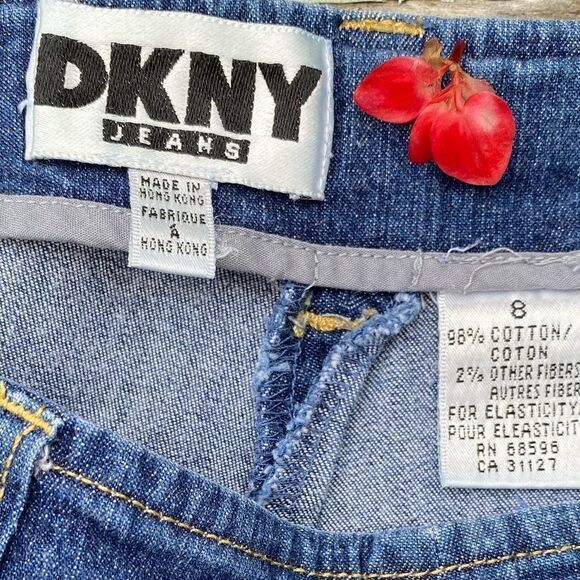 DKNY
JEANS
MADE IN
HONG KONG
FABRIQUE
À
HONG KONG
8
98% COTTON/
COTON
2% OTHER FIBERS
AUTRES FIBER
FOR ELASTICITY/
POUR ELEASTICIT
RN 68596
CA 31127